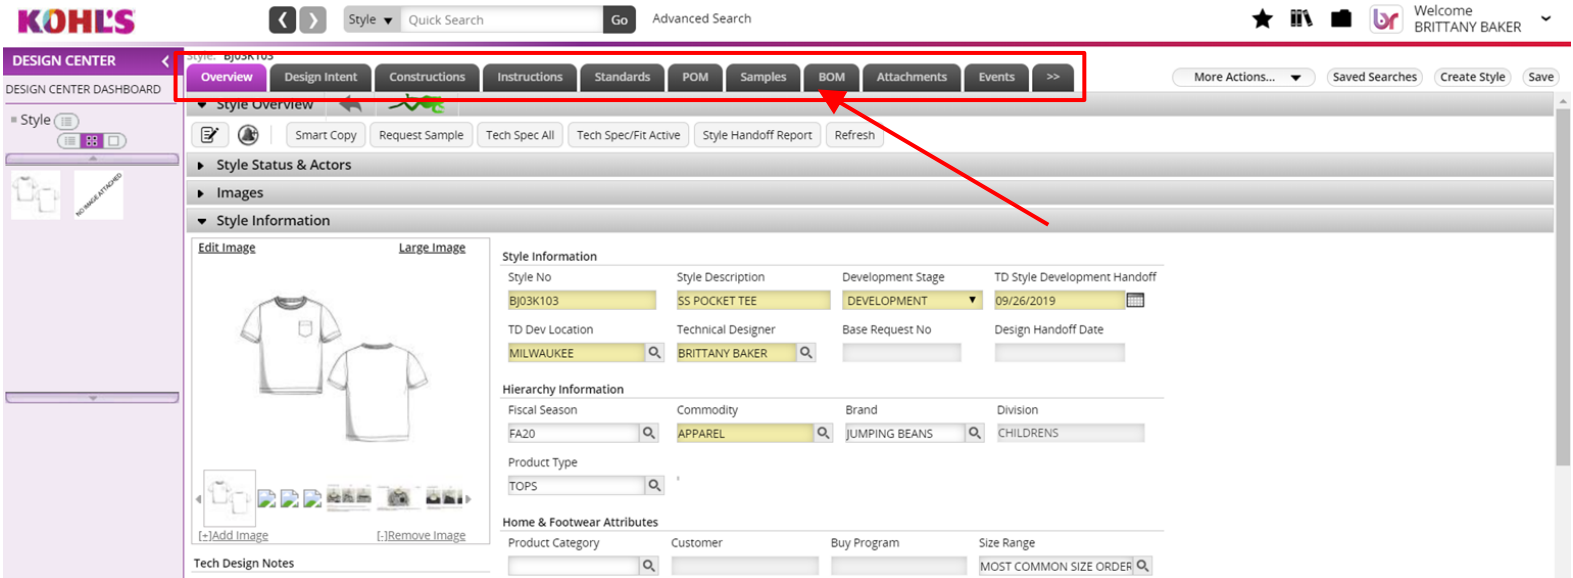 KOHL'S
Style Quick Search Go Advanced Search
Welcome
BRITTANY BAKER
DESIGN CENTER
DESIGN CENTER DASHBOARD
Style
NO IMAGE ATTACHED
Style: BJ03K103
Overview Design Intent Constructions Instructions Standards POM Samples BOM Attachments Events >>
More Actions... Saved Searches Create Style Save
Style Overview
Smart Copy Request Sample Tech Spec All Tech Spec/Fit Active Style Handoff Report Refresh
Style Status & Actors
Images
Style Information
Edit Image Large Image
[+]Add Image [-]Remove Image
Tech Design Notes
Style Information
Style No Style Description Development Stage TD Style Development Handoff
BJ03K103 SS POCKET TEE DEVELOPMENT 09/26/2019
TD Dev Location Technical Designer Base Request No Design Handoff Date
MILWAUKEE BRITTANY BAKER
Hierarchy Information
Fiscal Season Commodity Brand Division
FA20 APPAREL JUMPING BEANS CHILDRENS
Product Type
TOPS
Home & Footwear Attributes
Product Category Customer Buy Program Size Range
MOST COMMON SIZE ORDER